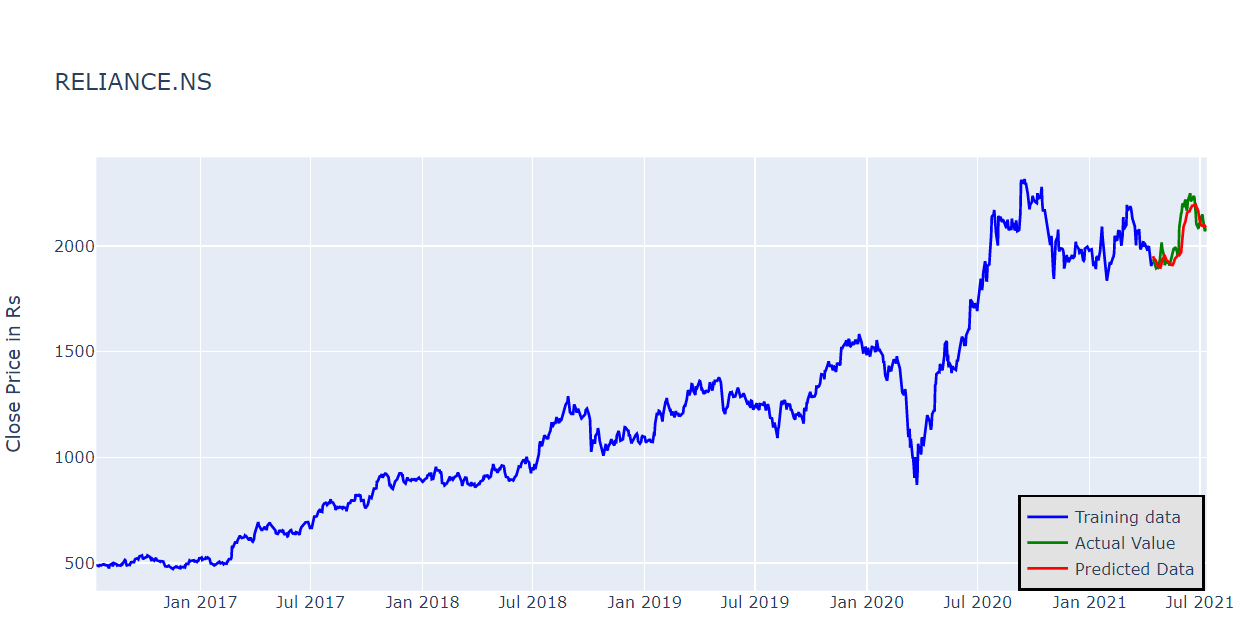 RELIANCE.NS
Close Price in Rs
2000
1500
1000
500
Jan 2017 Jul 2017 Jan 2018 Jul 2018 Jan 2019 Jul 2019 Jan 2020 Jul 2020 Jan 2021 Jul 2021
Training data
Actual Value
Predicted Data